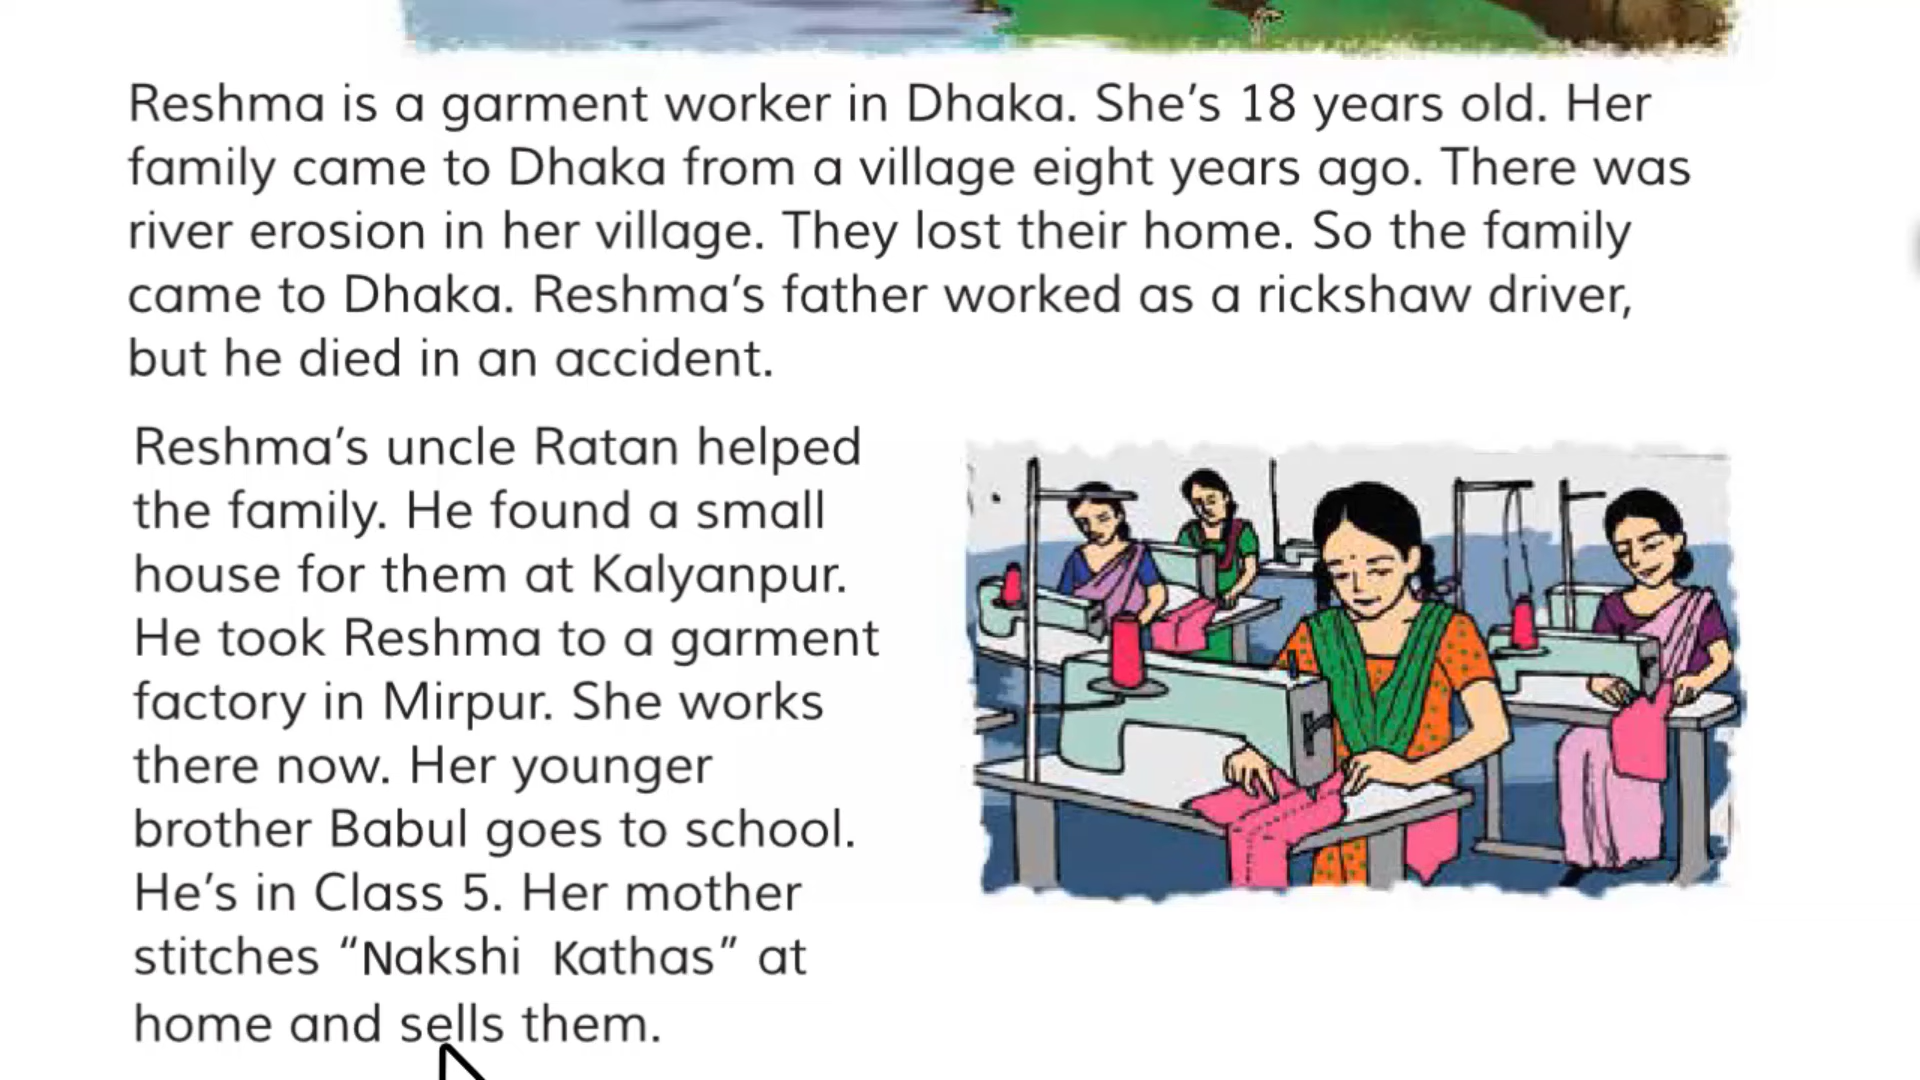 Reshma is a garment worker in Dhaka. She's 18 years old. Her
family came to Dhaka from a village eight years ago. There was
river erosion in her village. They lost their home. So the family
came to Dhaka. Reshma's father worked as a rickshaw driver,
but he died in an accident.
Reshma's uncle Ratan helped
the family. He found a small
house for them at Kalyanpur.
He took Reshma to a garment
factory in Mirpur. She works
there now. Her younger
brother Babul goes to school.
He's in Class 5. Her mother
stitches “Nakshi Kathas” at
home and sells them.